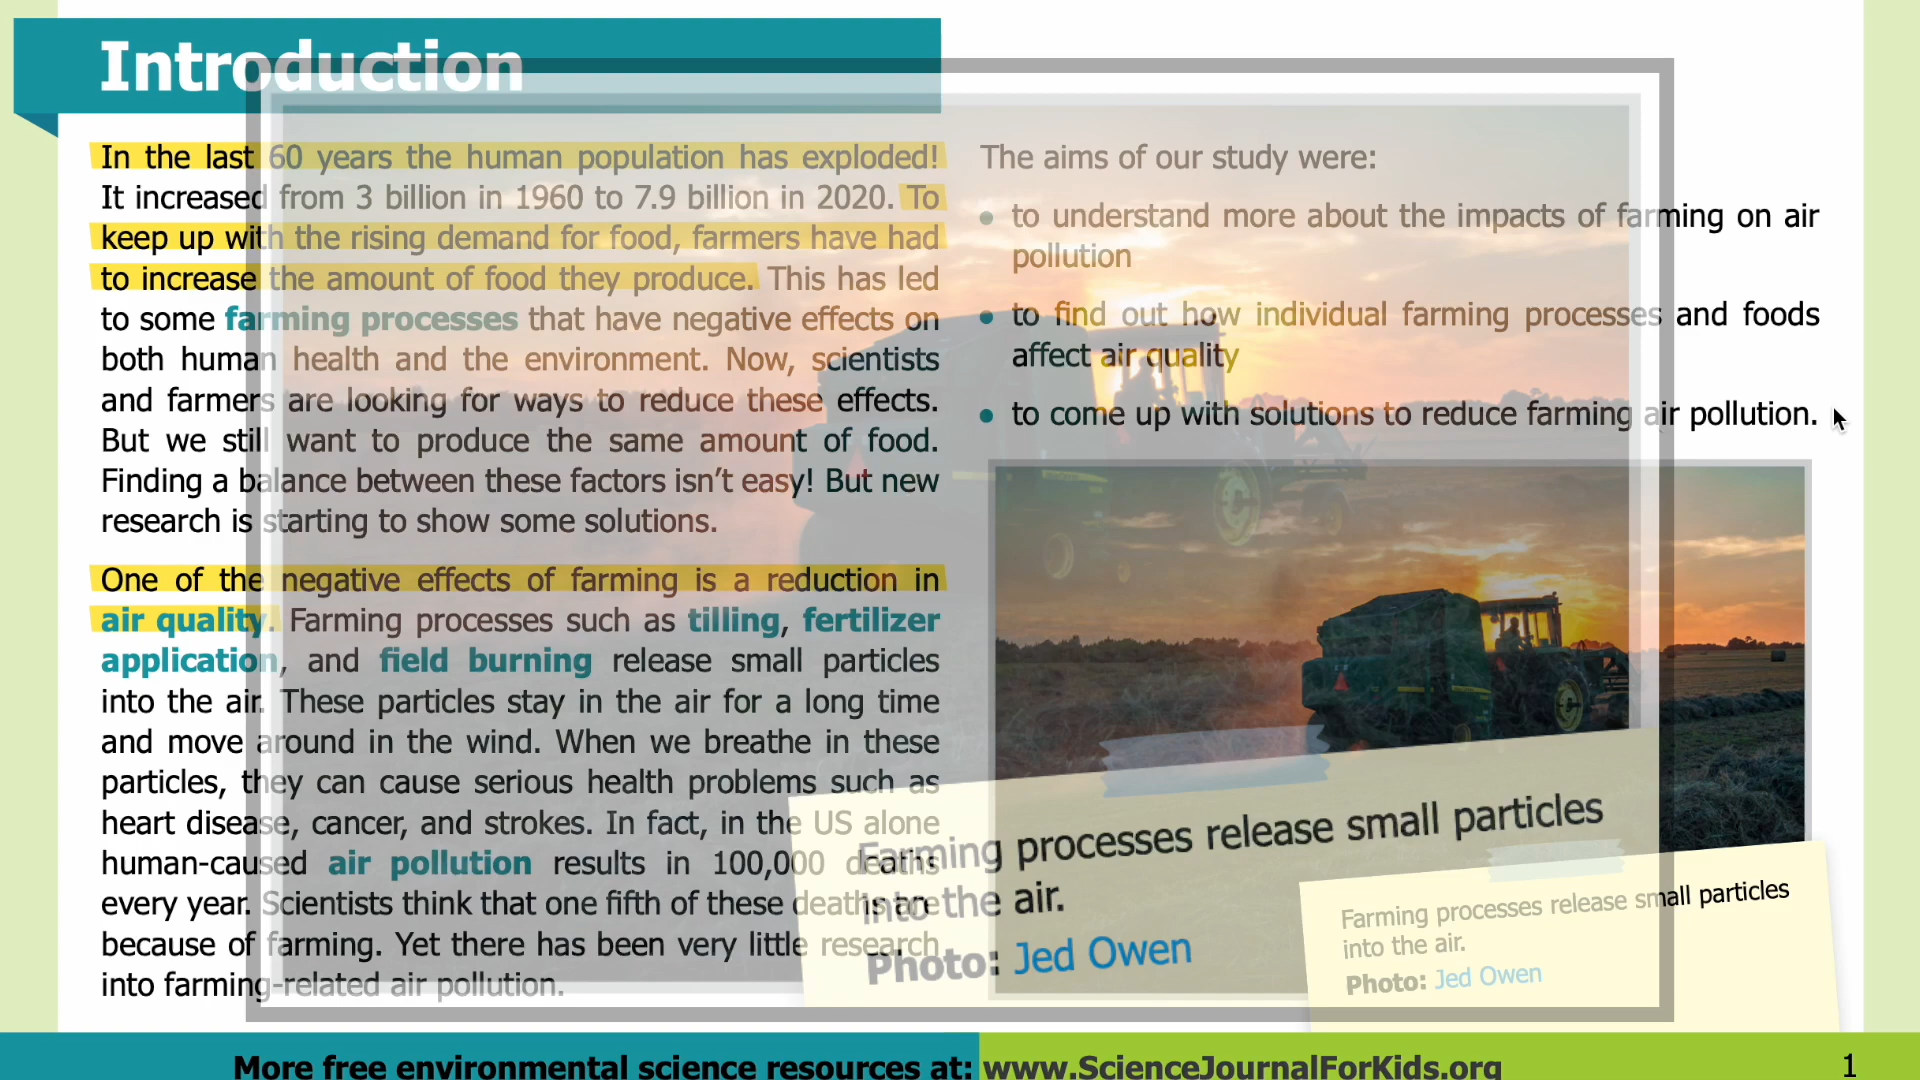 Introduction
In the last 60 years the human population has exploded!
It increased from 3 billion in 1960 to 7.9 billion in 2020. To
keep up with the rising demand for food, farmers have had
to increase the amount of food they produce. This has led
to some farming processes that have negative effects on
both human health and the environment. Now, scientists
and farmers are looking for ways to reduce these effects.
But we still want to produce the same amount of food.
Finding a balance between these factors isn’t easy! But new
research is starting to show some solutions.
One of the negative effects of farming is a reduction in
air quality. Farming processes such as tilling, fertilizer
application, and field burning release small particles
into the air. These particles stay in the air for a long time
and move around in the wind. When we breathe in these
particles, they can cause serious health problems such as
heart disease, cancer, and strokes. In fact, in the US alone
human-caused air pollution results in 100,000 deaths
every year. Scientists think that one fifth of these deaths are
because of farming. Yet there has been very little research
into farming-related air pollution.
The aims of our study were:
• to understand more about the impacts of farming on air
pollution
• to find out how individual farming processes and foods
affect air quality
• to come up with solutions to reduce farming air pollution.
Farming processes release small particles
into the air.
Photo: Jed Owen
Farming processes release small particles
into the air.
Photo: Jed Owen
More free environmental science resources at: www.ScienceJournalForKids.org
1